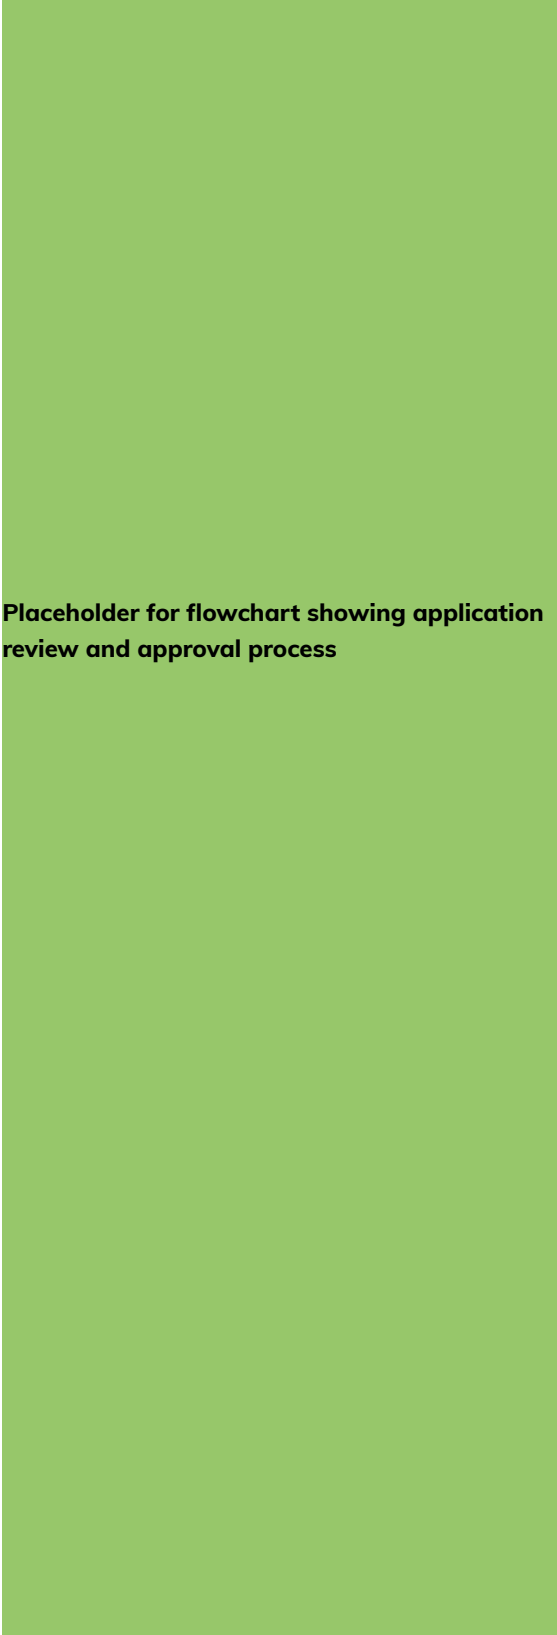 Placeholder for flowchart showing application
review and approval process